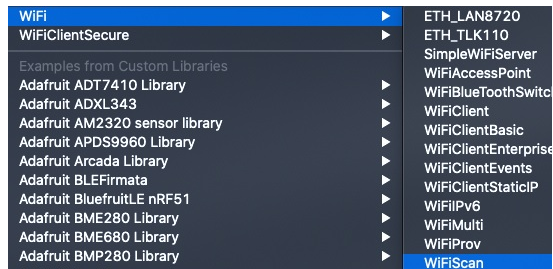 WiFi
WiFiClientSecure
Examples from Custom Libraries
Adafruit ADT7410 Library
Adafruit ADXL343
Adafruit AM2320 sensor library
Adafruit APDS9960 Library
Adafruit Arcada Library
Adafruit BLEFirmata
Adafruit BluefruitLE nRF51
Adafruit BME280 Library
Adafruit BME680 Library
Adafruit BMP280 Library
ETH_LAN8720
ETH_TLK110
SimpleWiFiServer
WiFiAccessPoint
WiFiBlueToothSwitc
WiFiClient
WiFiClientBasic
WiFiClientEnterprise
WiFiClientEvents
WiFiClientStaticIP
WiFiIPv6
WiFiMulti
WiFiProv
WiFiScan